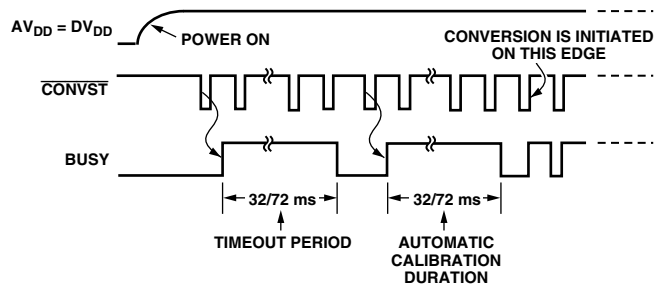 AVDD = DVDD
POWER ON
CONVERSION IS INITIATED
ON THIS EDGE
CONVST
BUSY
32/72 ms
32/72 ms
TIMEOUT PERIOD
AUTOMATIC
CALIBRATION
DURATION